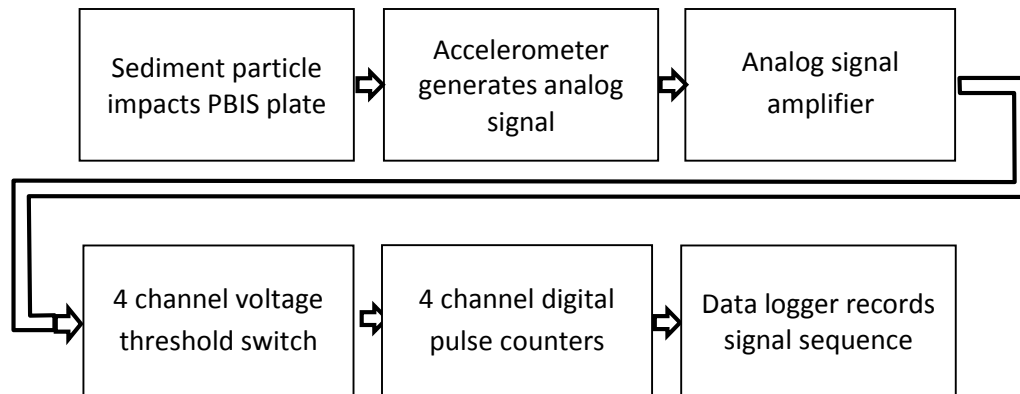 Sediment particle
impacts PBIS plate
Accelerometer
generates analog
signal
Analog signal
amplifier
4 channel voltage
threshold switch
4 channel digital
pulse counters
Data logger records
signal sequence